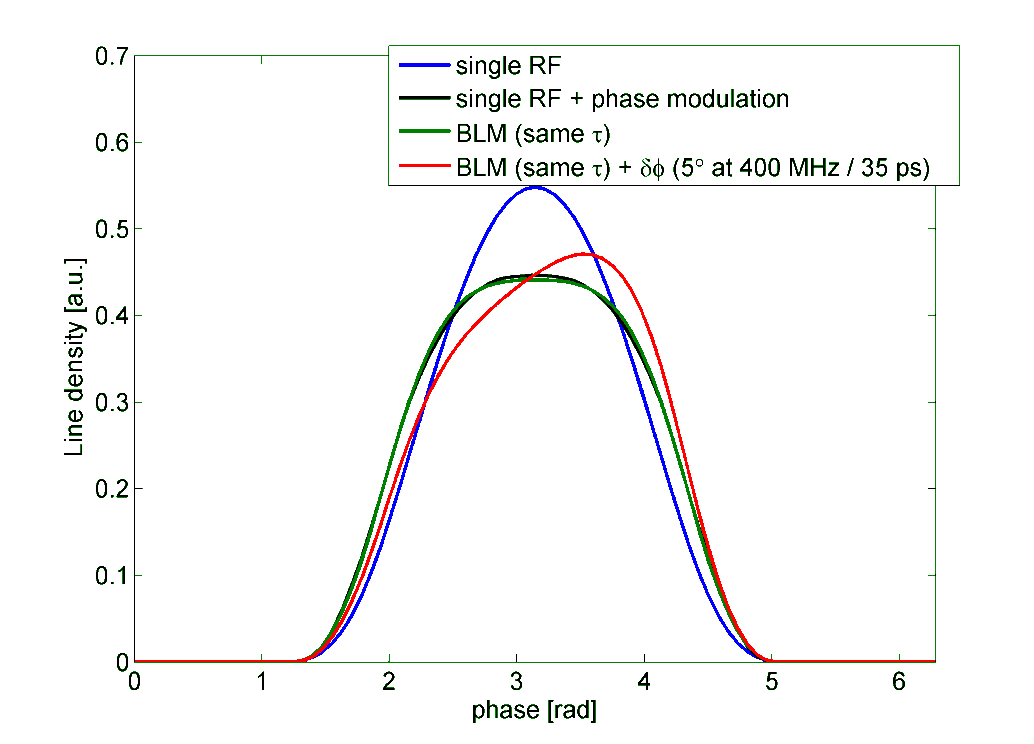 single RF
single RF + phase modulation
BLM (same τ)
BLM (same τ) + δϕ (5° at 400 MHz / 35 ps)
0.7
0.6
0.5
0.4
0.3
0.2
0.1
0
Line density [a.u.]
0 1 2 3 4 5 6
phase [rad]